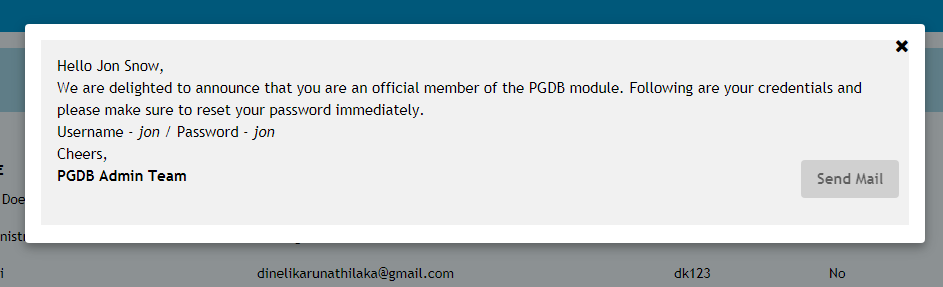 Hello Jon Snow,
We are delighted to announce that you are an official member of the PGDB module. Following are your credentials and
please make sure to reset your password immediately.
Username - jon / Password - jon
Cheers,
PGDB Admin Team
Send Mail
Doe
dinelikarunathilaka@gmail.com dk123 No